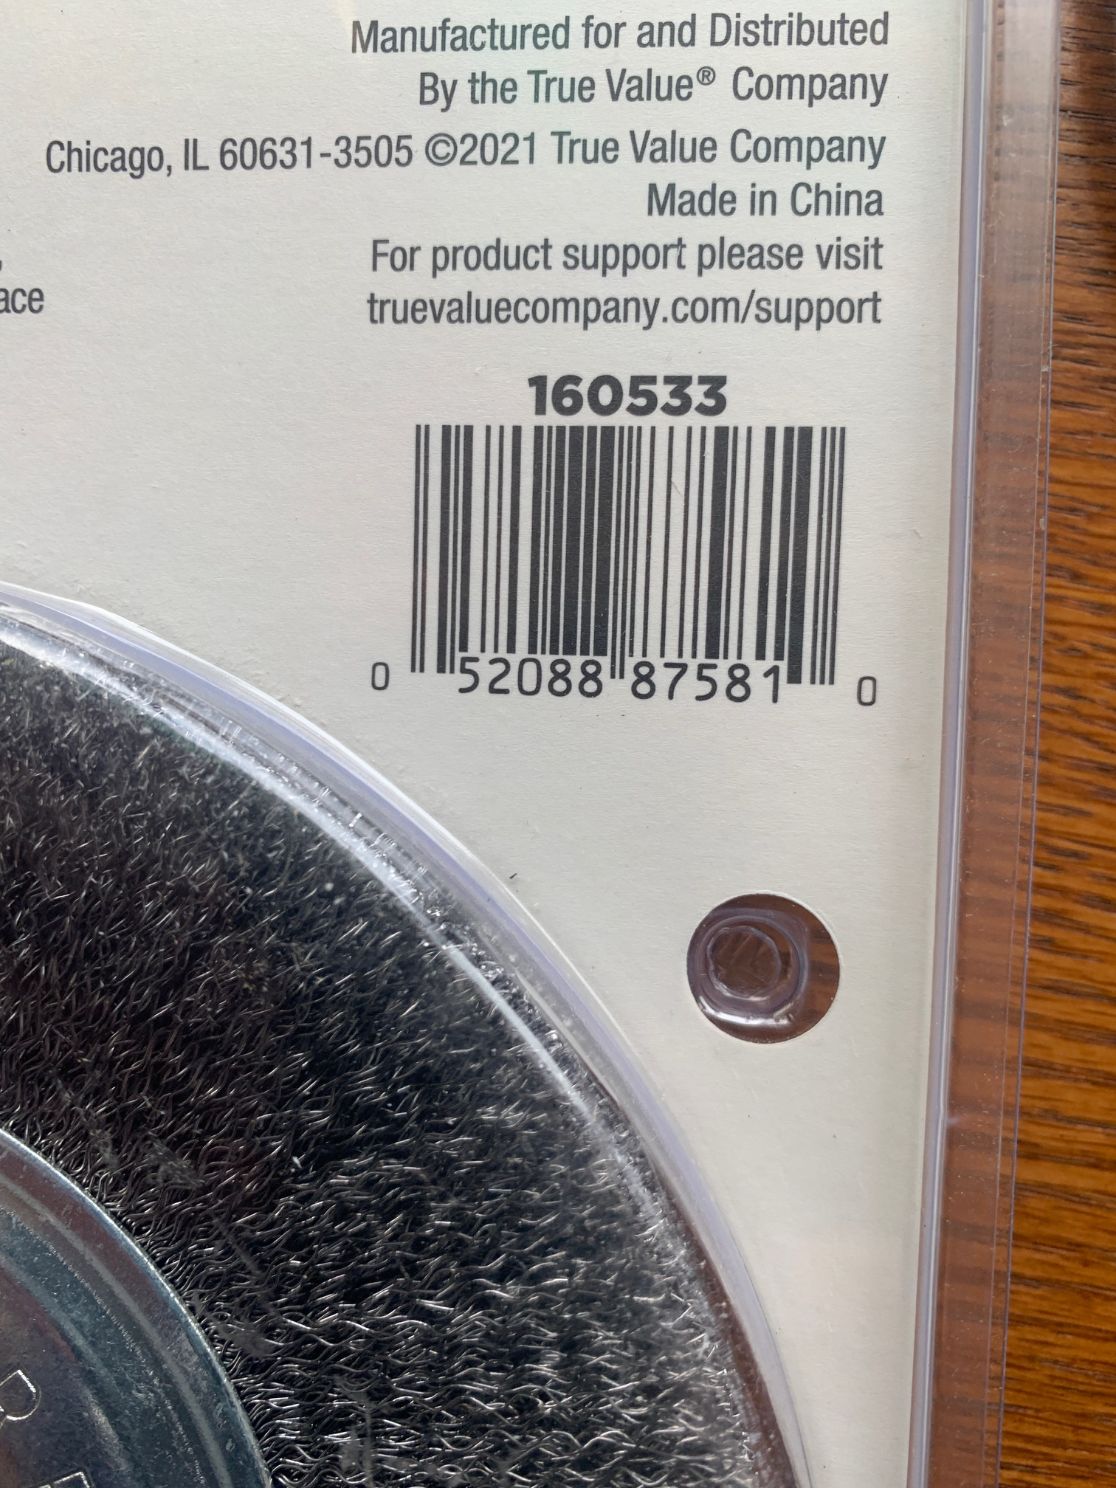 Manufactured for and Distributed
By the True Value® Company
Chicago, IL 60631-3505 ©2021 True Value Company
Made in China
For product support please visit
truevaluecompany.com/support
160533
0 52088 87581 0